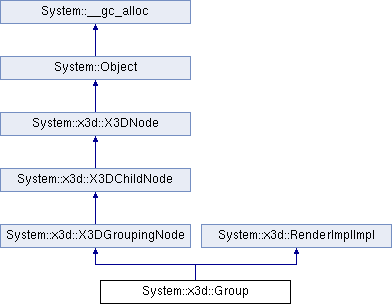 System::__gc_alloc
System::Object
System::x3d::X3DNode
System::x3d::X3DChildNode
System::x3d::X3DGroupingNode
System::x3d::RenderImplImpl
System::x3d::Group